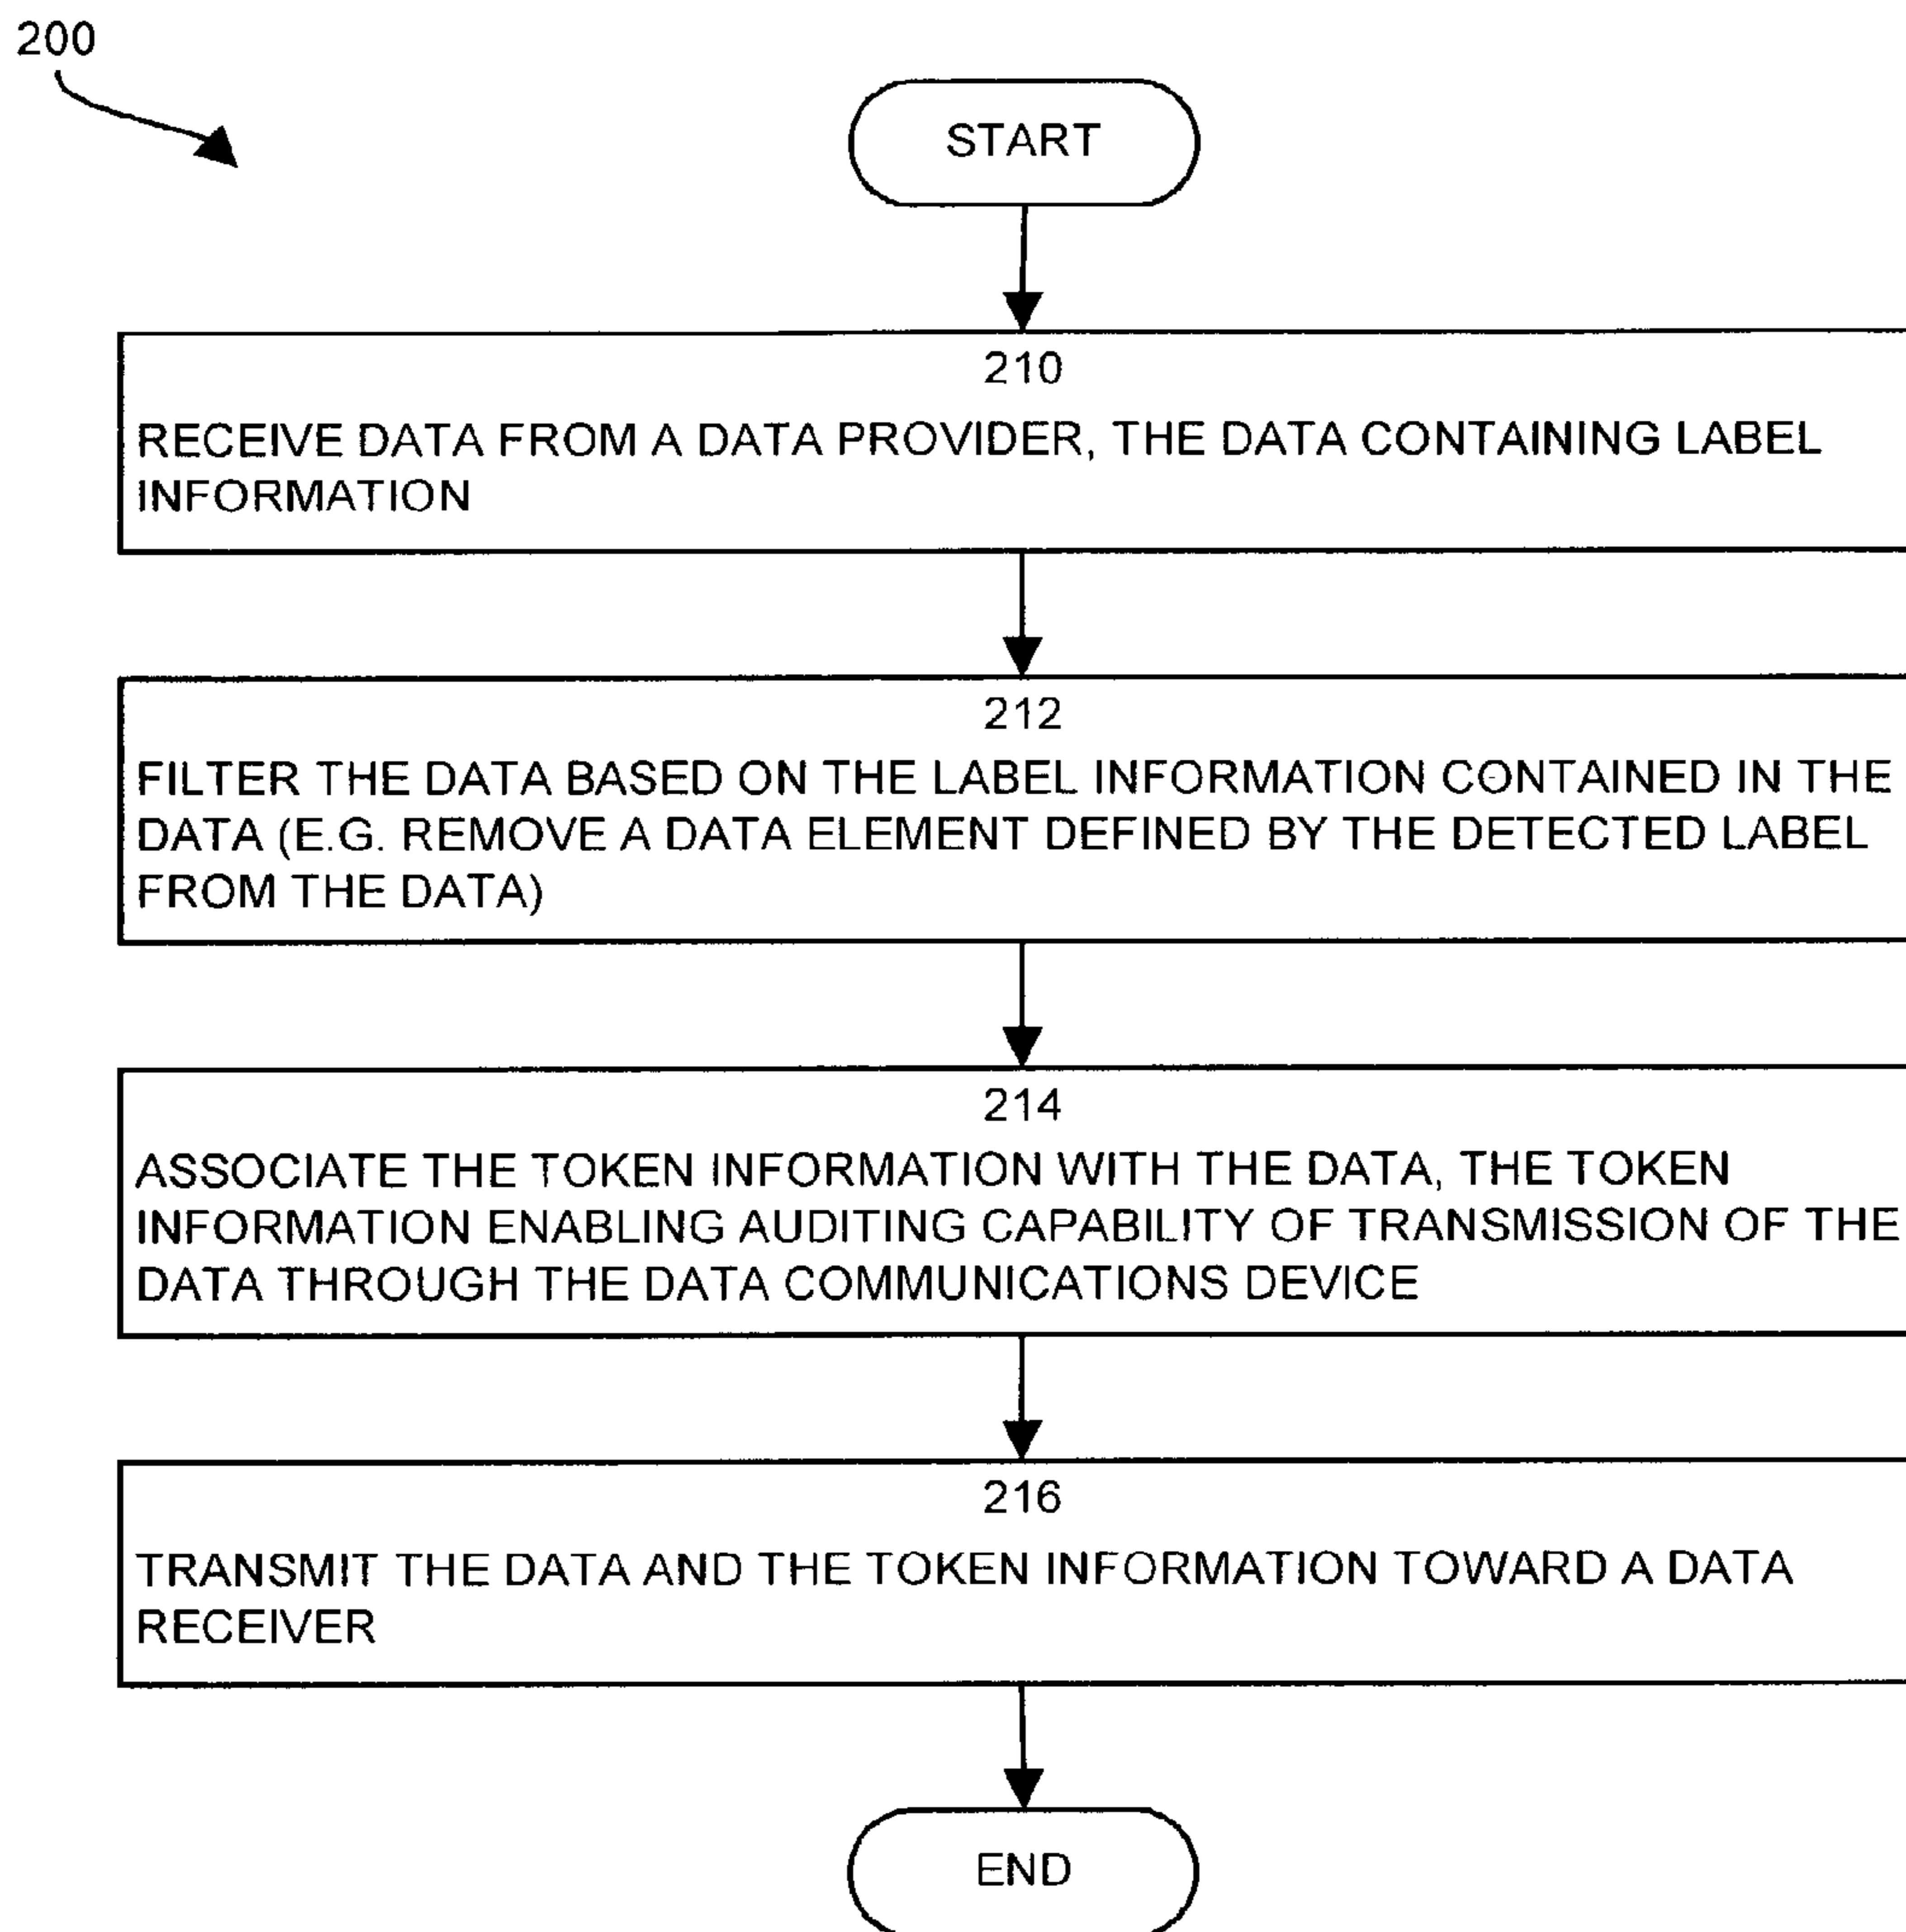 200
START
210
RECEIVE DATA FROM A DATA PROVIDER, THE DATA CONTAINING LABEL
INFORMATION
212
FILTER THE DATA BASED ON THE LABEL INFORMATION CONTAINED IN THE
DATA (E.G. REMOVE A DATA ELEMENT DEFINED BY THE DETECTED LABEL
FROM THE DATA)
214
ASSOCIATE THE TOKEN INFORMATION WITH THE DATA, THE TOKEN
INFORMATION ENABLING AUDITING CAPABILITY OF TRANSMISSION OF THE
DATA THROUGH THE DATA COMMUNICATIONS DEVICE
216
TRANSMIT THE DATA AND THE TOKEN INFORMATION TOWARD A DATA
RECEIVER
END